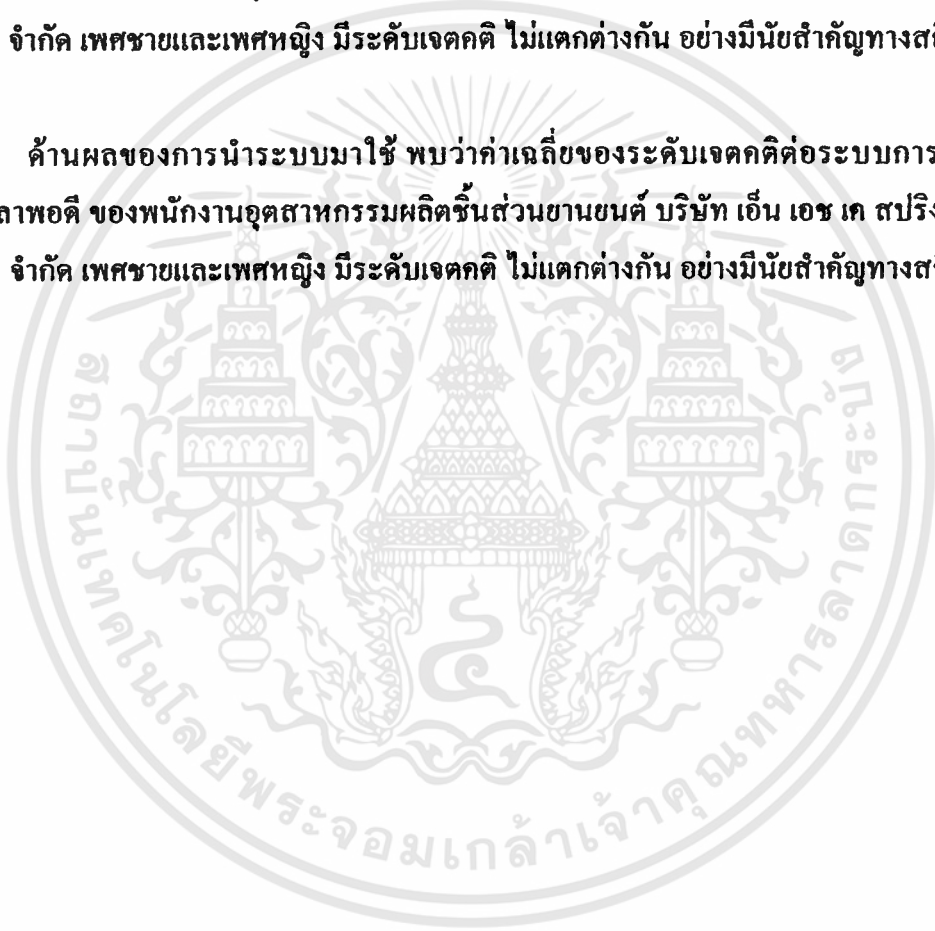 จำกัด เพศชายและเพศหญิง มีระดับเจตคติ ไม่แตกต่างกัน อย่างมีนัยสำคัญทางสถิ
ด้านผลของการนำระบบมาใช้ พบว่าค่าเฉลี่ยของระดับเจตคติต่อระบบการ
ลาพอดี ของพนักงานอุตสาหกรรมผลิตชิ้นส่วนยานยนต์ บริษัท เอ็น เอช เค สปริง
จำกัด เพศชายและเพศหญิง มีระดับเจตคติ ไม่แตกต่างกัน อย่างมีนัยสำคัญทางส
สถาบันเทคโนโลยีพระจอมเกล้าเจ้าคุณทหารลาดกระบัง